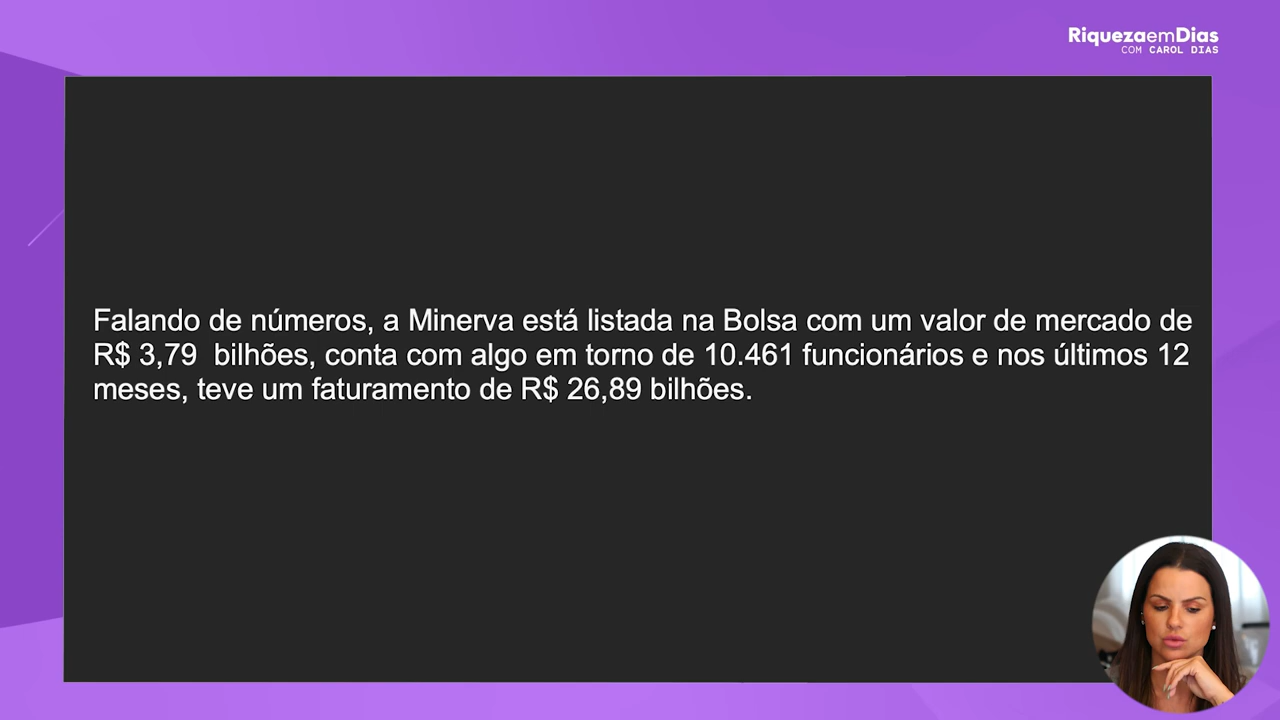 RiquezaemDias
COM CAROL DIAS
Falando de números, a Minerva está listada na Bolsa com um valor de mercado de
R$ 3,79  bilhões, conta com algo em torno de 10.461 funcionários e nos últimos 12
meses, teve um faturamento de R$ 26,89 bilhões.